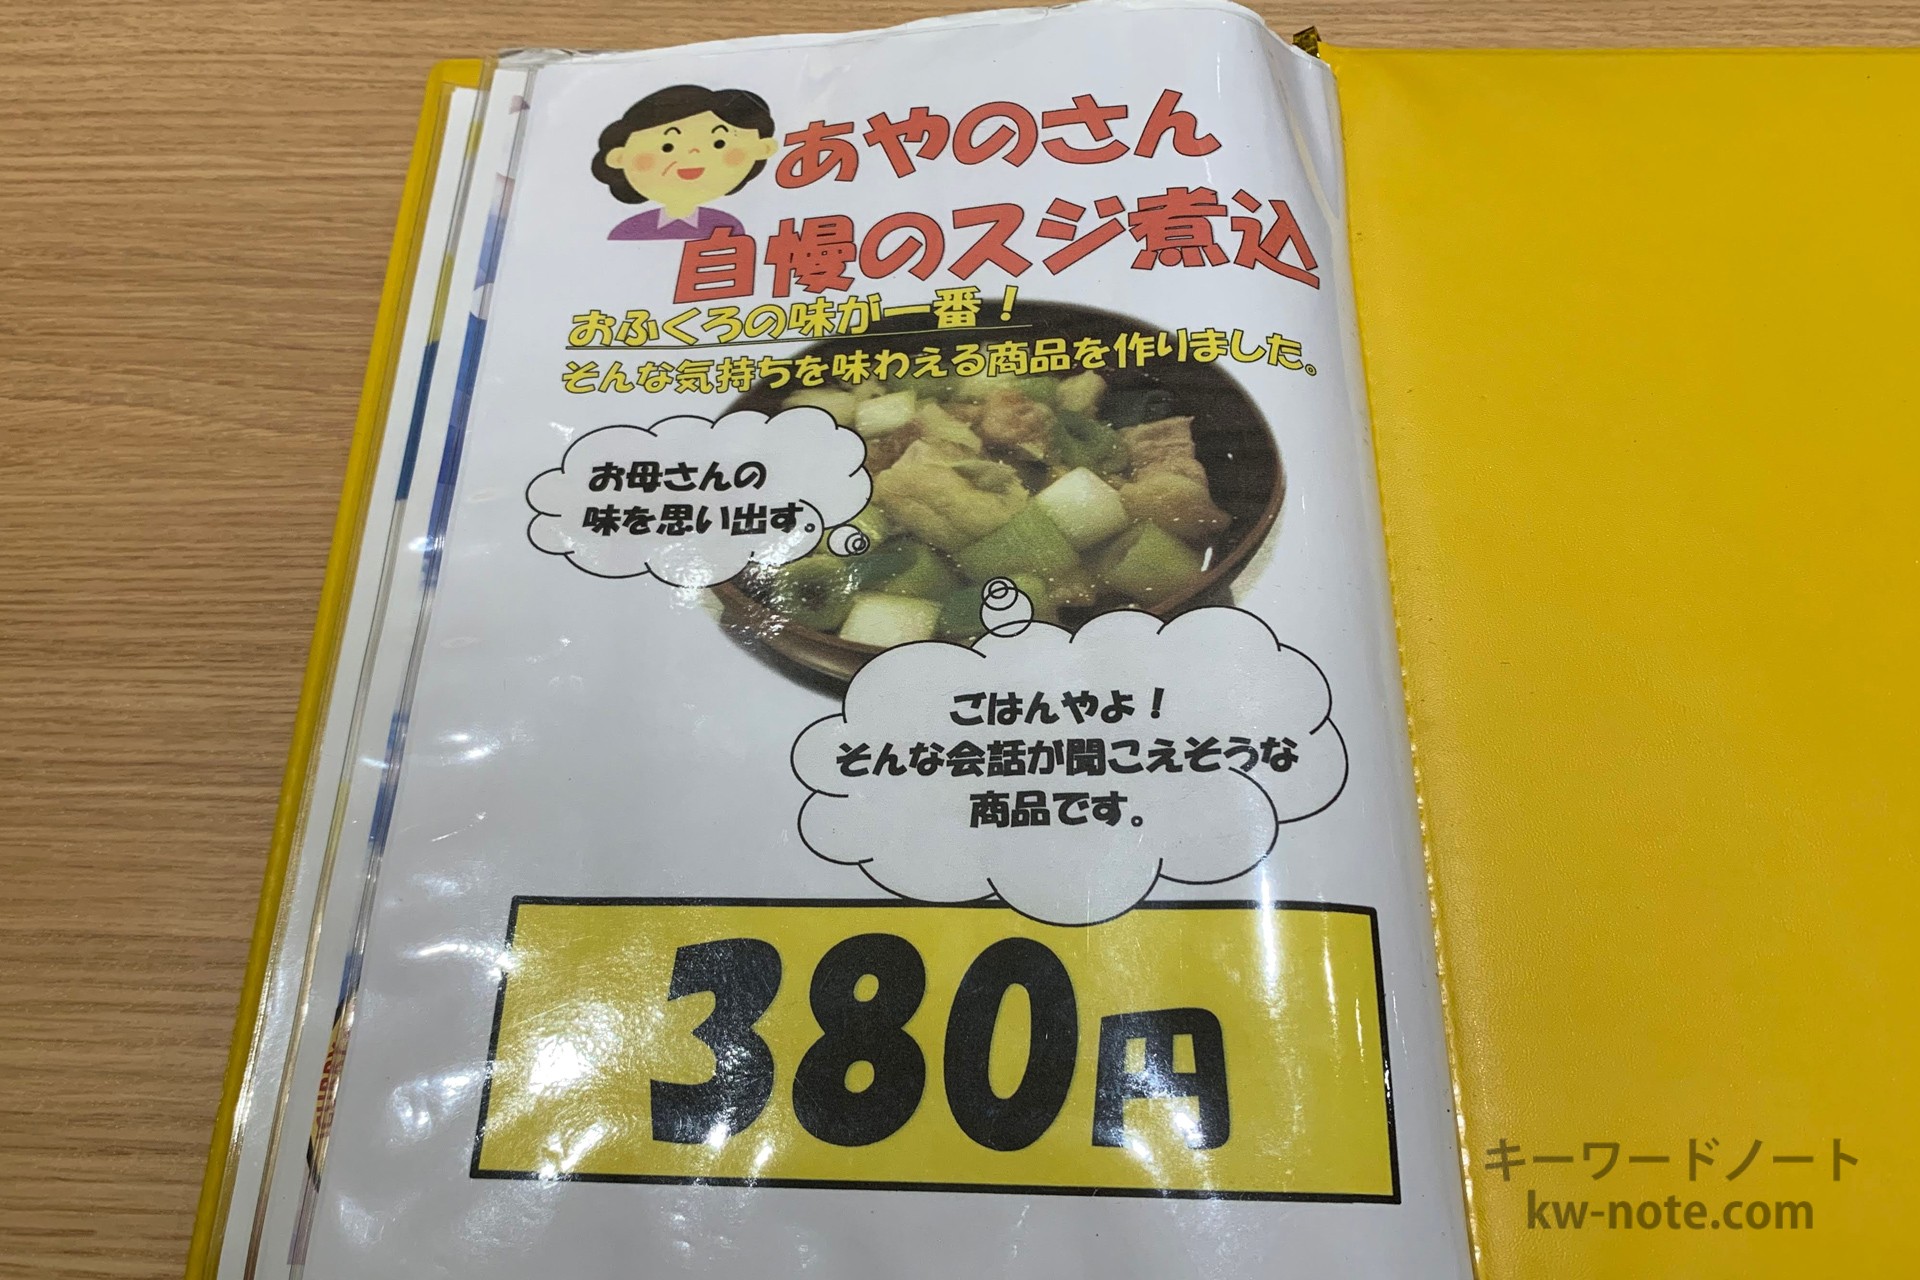 あやのさん
自慢のスジ煮込
おふくろの味が一番！
そんな気持ちを味わえる商品を作りました。
お母さんの
味を思い出す。
ごはんやよ！
そんな会話が聞こえそうな
商品です。
380円
キーワードノート
kw-note.com